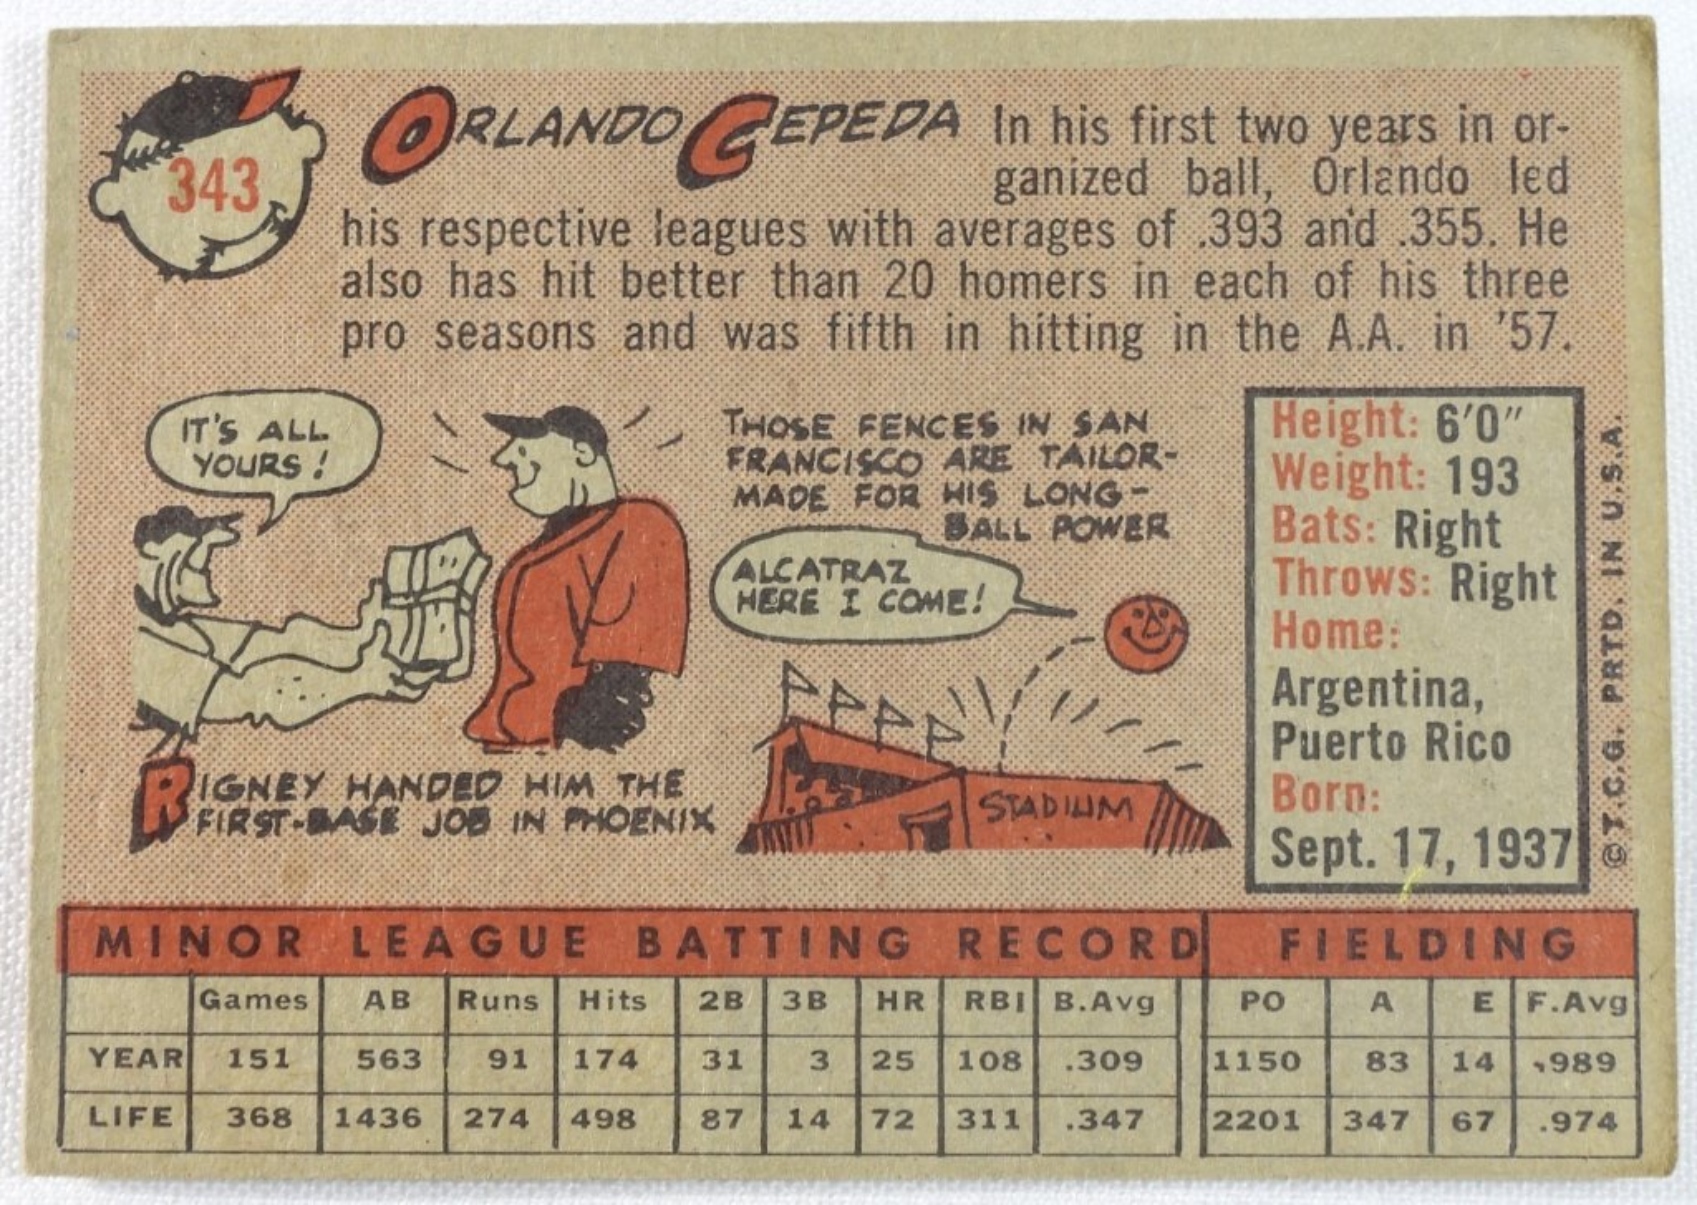 343
ORLANDO CEPEDA In his first two years in or-
ganized ball, Orlando led
his respective leagues with averages of .393 and .355. He
also has hit better than 20 homers in each of his three
pro seasons and was fifth in hitting in the A.A. in '57.
IT'S ALL
YOURS!
RIGNEY HANDED HIM THE
FIRST-BASE JOB IN PHOENIX
THOSE FENCES IN SAN
FRANCISCO ARE TAILOR-
MADE FOR HIS LONG-
BALL POWER
ALCATRAZ
HERE I COME!
STADIUM
Height: 6'0"
Weight: 193
Bats: Right
Throws: Right
Home:
Argentina,
Puerto Rico
Born:
Sept. 17, 1937
© T.C.G. PRTD. IN U.S.A.
MINOR LEAGUE BATTING RECORD FIELDING
Games AB Runs Hits 2B 3B HR RBI B.Avg PO A E F.Avg
YEAR 151 563 91 174 31 3 25 108 .309 1150 83 14 .989
LIFE 368 1436 274 498 87 14 72 311 .347 2201 347 67 .974